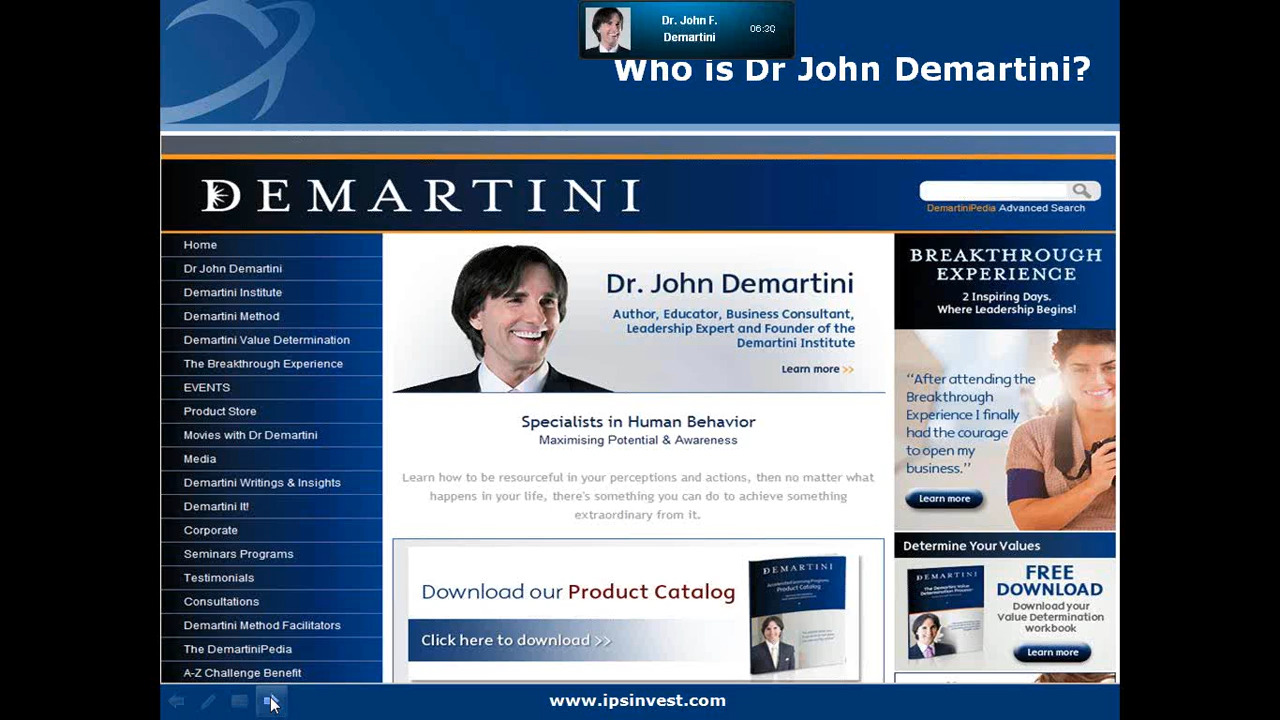 Dr. John F.
Demartini
06:20
Who is Dr John Demartini?
DEMARTINI
DemartiniPedia Advanced Search
Home
Dr John Demartini
Demartini Institute
Demartini Method
Demartini Value Determination
The Breakthrough Experience
EVENTS
Product Store
Movies with Dr Demartini
Media
Demartini Writings & Insights
Demartini It!
Corporate
Seminars Programs
Testimonials
Consultations
Demartini Method Facilitators
The DemartiniPedia
A-Z Challenge Benefit
Dr. John Demartini
Author, Educator, Business Consultant,
Leadership Expert and Founder of the
Demartini Institute
Learn more >>
Specialists in Human Behavior
Maximising Potential & Awareness
Learn how to be resourceful in your perceptions and actions, then no matter what
happens in your life, there's something you can do to achieve something
extraordinary from it.
Download our Product Catalog
Click here to download >>
DEMARTINI
Product Catalog
BREAKTHROUGH
EXPERIENCE
2 Inspiring Days.
Where Leadership Begins!
“After attending the
Breakthrough
Experience I finally
had the courage
to open my
business.”
Learn more
Determine Your Values
DEMARTINI
FREE
DOWNLOAD
Download your
Value Determination
workbook
Learn more
www.ipsinvest.com